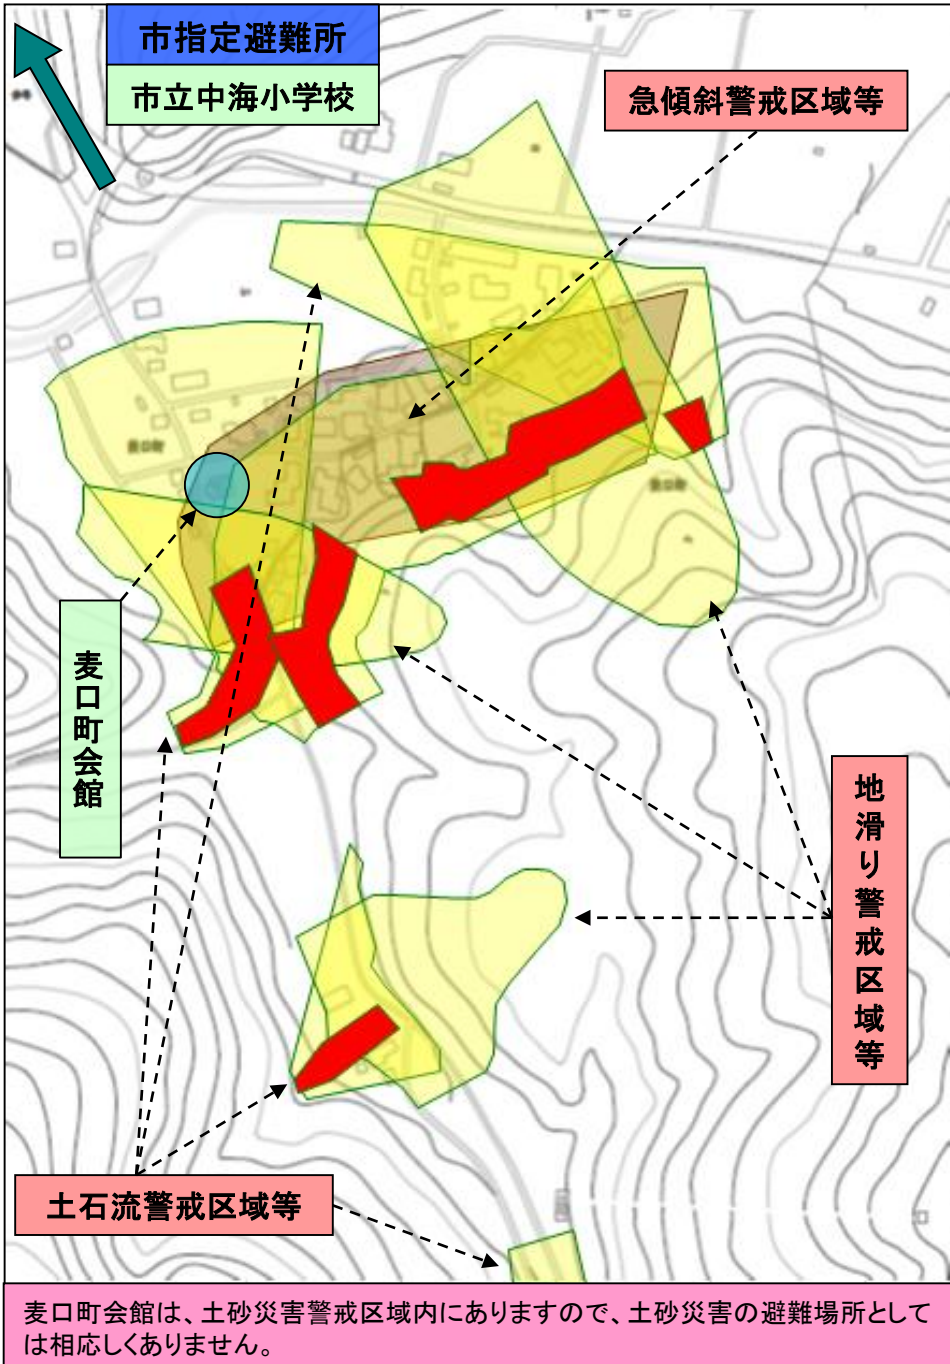 市指定避難所
市立中海小学校
急傾斜警戒区域等
麦口町会館
地滑り警戒区域等
土石流警戒区域等
麦口町会館は、土砂災害警戒区域内にありますので、土砂災害の避難場所として
は相応しくありません。